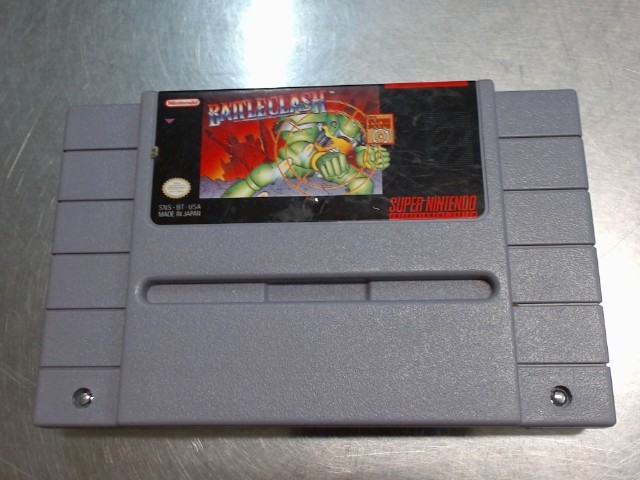 Nintendo
BATTLECLASH
SNS-BT-USA
MADE IN JAPAN
SUPER NINTENDO
ENTERTAINMENT SYSTEM